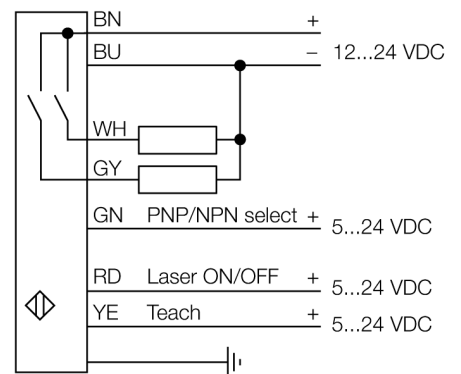 BN +
BU – 12...24 VDC
WH
GY
GN PNP/NPN select + 5...24 VDC
RD Laser ON/OFF + 5...24 VDC
YE Teach + 5...24 VDC